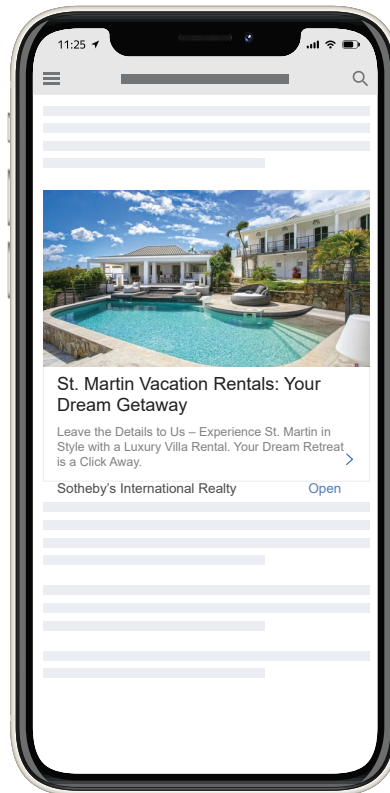 11:25
St. Martin Vacation Rentals: Your
Dream Getaway
Leave the Details to Us – Experience St. Martin in
Style with a Luxury Villa Rental. Your Dream Retreat
is a Click Away.
Sotheby's International Realty
Open